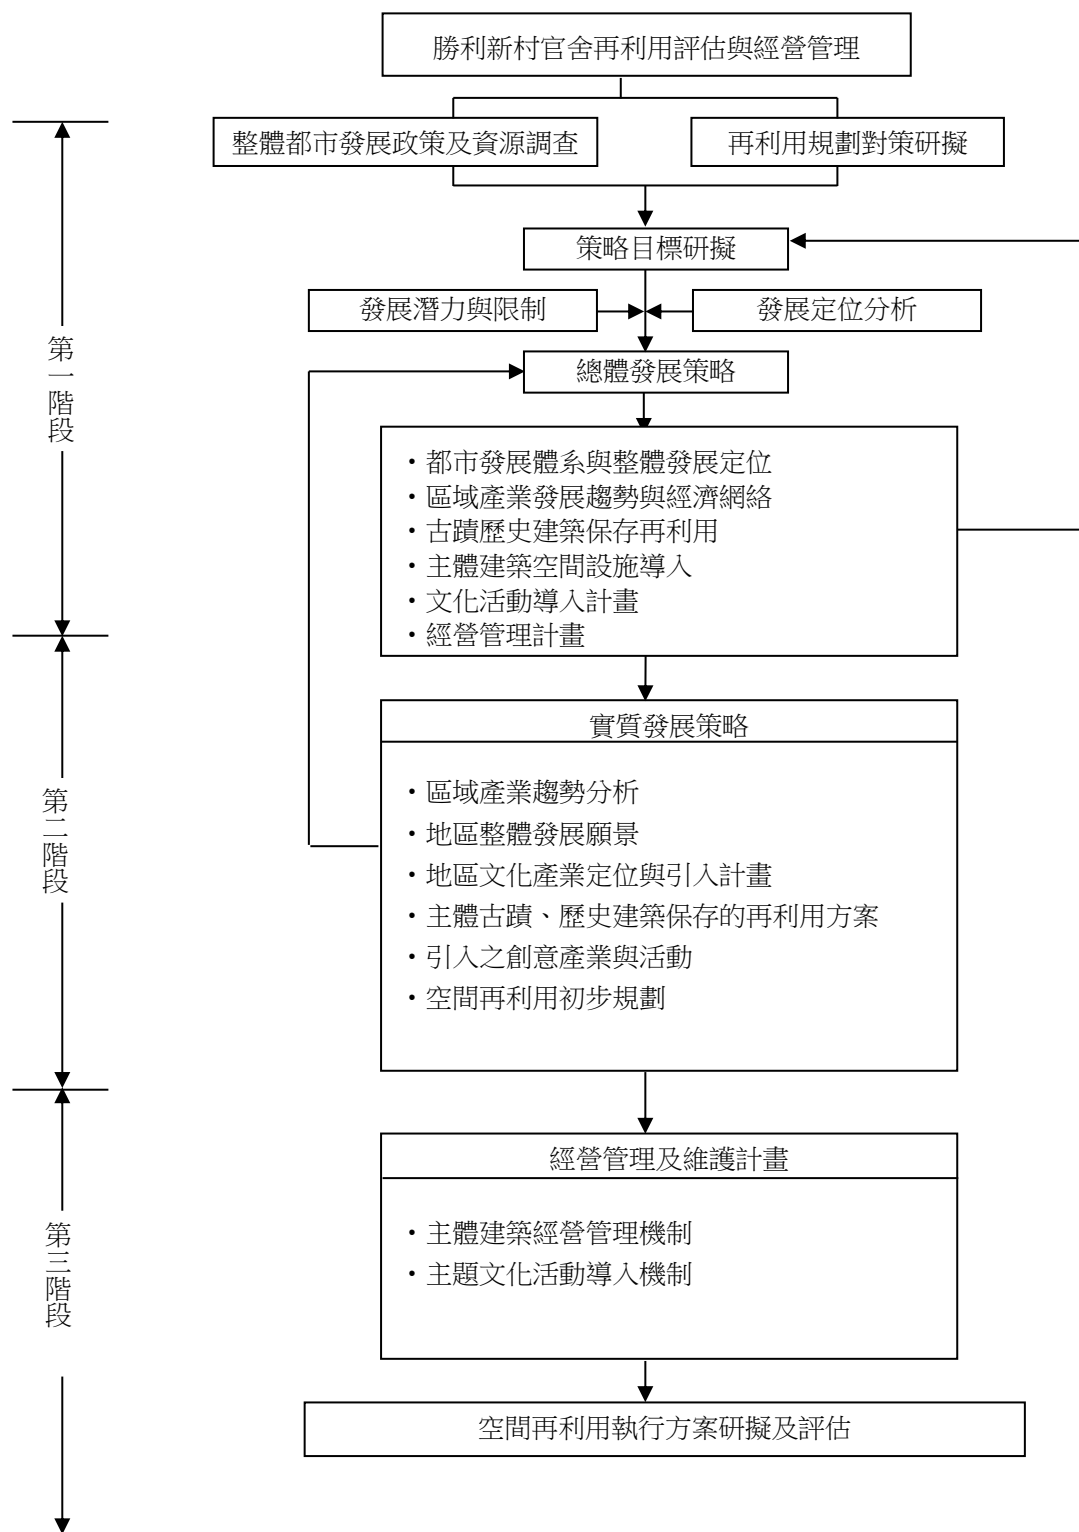 勝利新村官舍再利用評估與經營管理
整體都市發展政策及資源調查
再利用規劃對策研擬
策略目標研擬
發展潛力與限制
發展定位分析
總體發展策略
第一階段
・都市發展體系與整體發展定位
・區域產業發展趨勢與經濟網絡
・古蹟歷史建築保存再利用
・主體建築空間設施導入
・文化活動導入計畫
・經營管理計畫
實質發展策略
第二階段
・區域產業趨勢分析
・地區整體發展願景
・地區文化產業定位與引入計畫
・主體古蹟、歷史建築保存的再利用方案
・引入之創意產業與活動
・空間再利用初步規劃
經營管理及維護計畫
第三階段
・主體建築經營管理機制
・主題文化活動導入機制
空間再利用執行方案研擬及評估